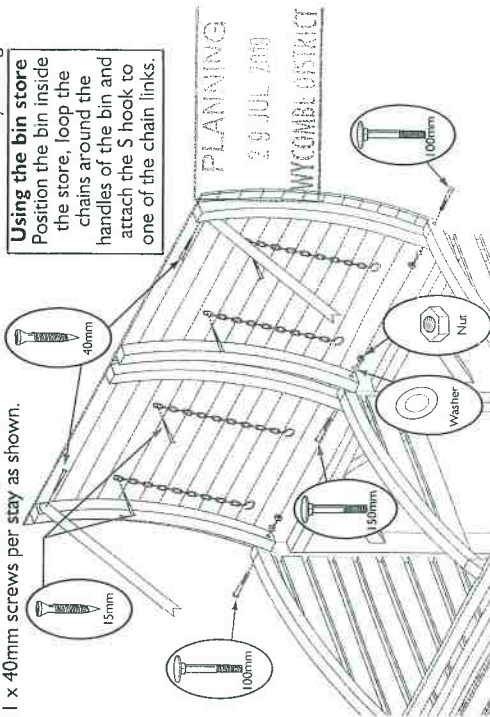 1 x 40mm screws per stay as shown.
Using the bin store
Position the bin inside
the store, loop the
chains around the
handles of the bin and
attach the S hook to
one of the chain links.
PLANNING
JUL
WYCOMBE DISTRICT
40mm
15mm
100mm
150mm
Washer
Nut
100mm